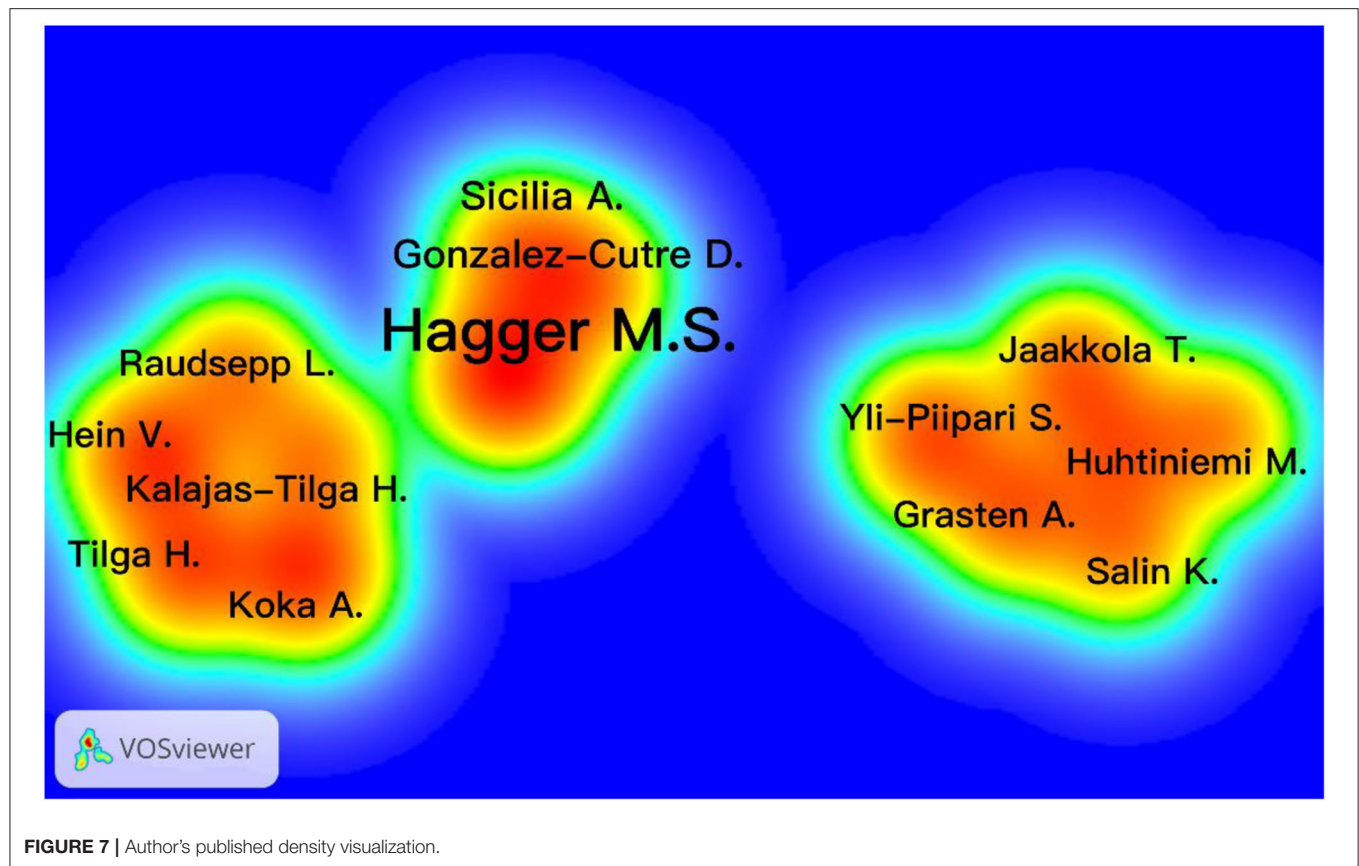 Sicilia A.
Gonzalez–Cutre D.
Hagger M.S.
Raudsepp L.
Hein V.
Kalajas–Tilga H.
Tilga H.
Koka A.
Jaakkola T.
Yli–Piipari S.
Huhtiniemi M.
Grasten A.
Salin K.
VOSviewer
FIGURE 7 | Author's published density visualization.